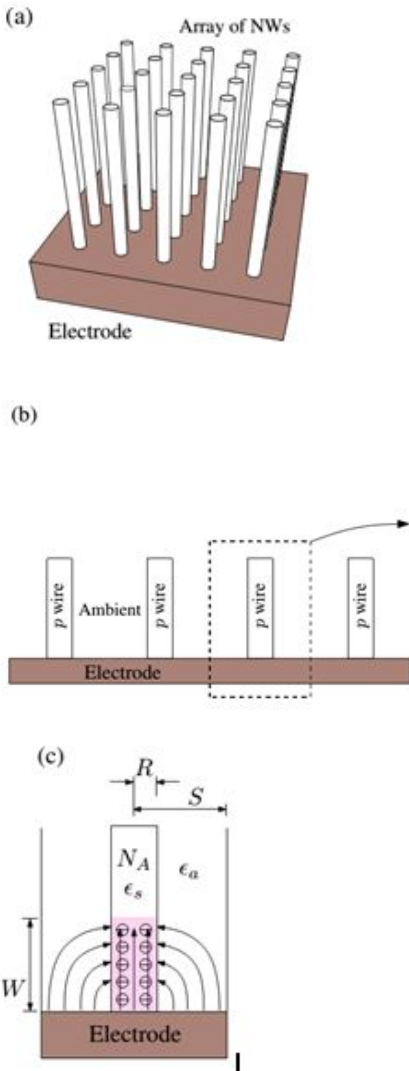 (a)
Array of NWs
Electrode
(b)
p wire
p wire
p wire
p wire
Ambient
Electrode
(c)
R
S
N_A
ϵ_s
ϵ_a
W
Electrode